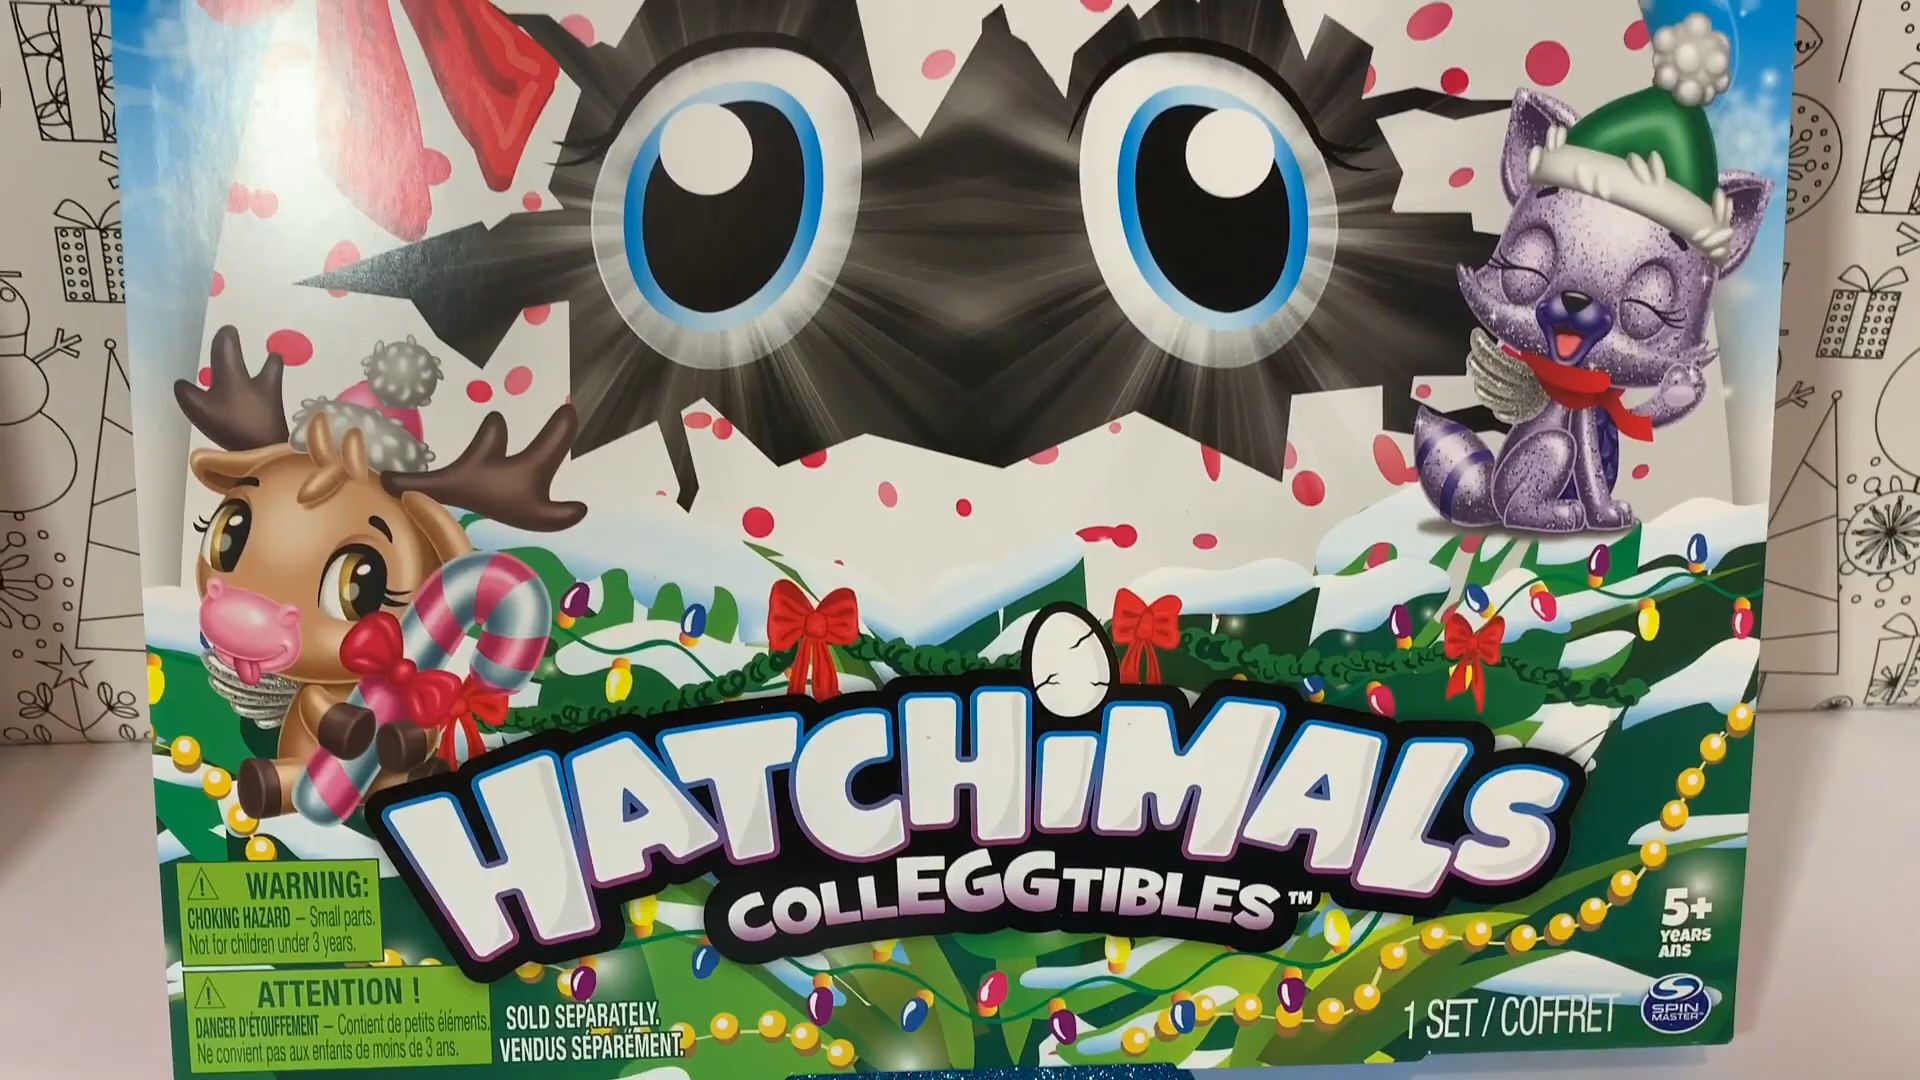 HATCHiMALS
COLLEGGTIBLES™
WARNING:
CHOKING HAZARD – Small parts.
Not for children under 3 years.
ATTENTION !
DANGER D'ÉTOUFFEMENT – Contient de petits éléments.
Ne convient pas aux enfants de moins de 3 ans.
SOLD SEPARATELY.
VENDUS SÉPARÉMENT.
5+
YEARS
ANS
1 SET / COFFRET
SPIN
MASTER™